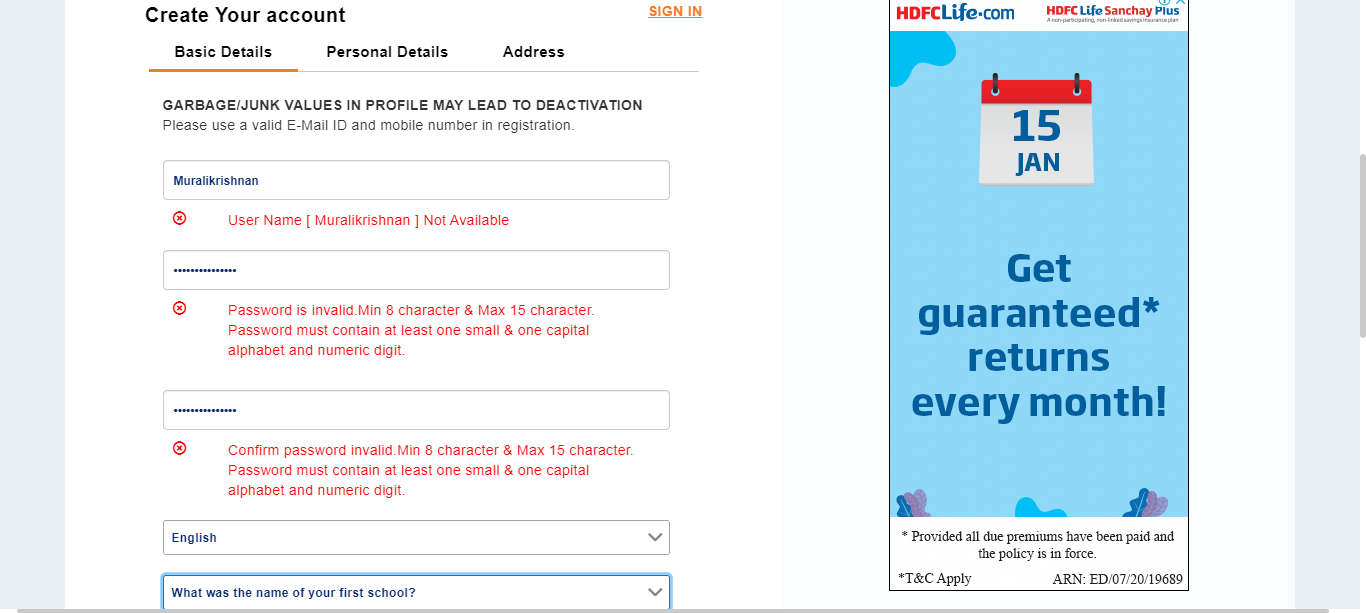 Create Your account
SIGN IN
Basic Details
Personal Details
Address
GARBAGE/JUNK VALUES IN PROFILE MAY LEAD TO DEACTIVATION
Please use a valid E-Mail ID and mobile number in registration.
Muralikrishnan
User Name [ Muralikrishnan ] Not Available
•••••••••••••••
Password is invalid.Min 8 character & Max 15 character.
Password must contain at least one small & one capital
alphabet and numeric digit.
•••••••••••••••
Confirm password invalid.Min 8 character & Max 15 character.
Password must contain at least one small & one capital
alphabet and numeric digit.
English
What was the name of your first school?
HDFCLife.com
HDFC Life Sanchay Plus
A non-participating, non-linked savings insurance plan
15
JAN
Get
guaranteed*
returns
every month!
* Provided all due premiums have been paid and
the policy is in force.
*T&C Apply
ARN: ED/07/20/19689